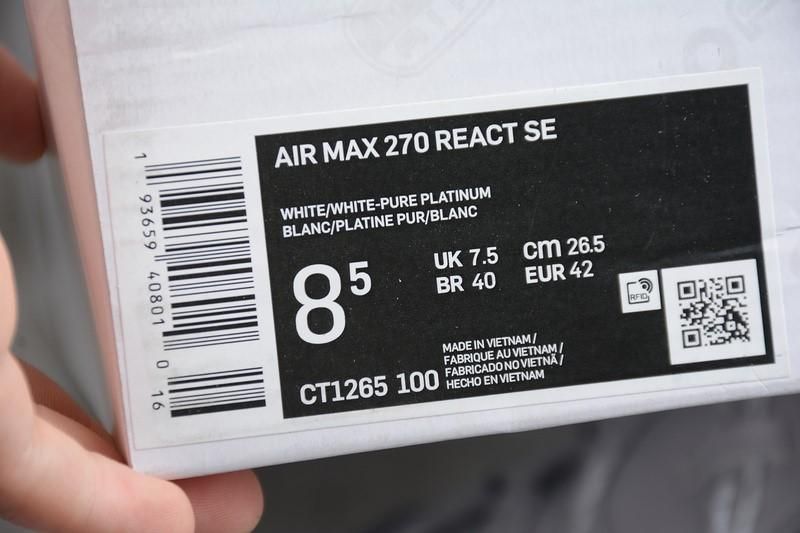 AIR MAX 270 REACT SE
WHITE/WHITE-PURE PLATINUM
BLANC/PLATINE PUR/BLANC
8 5
UK 7.5 cm 26.5
BR 40 EUR 42
RFID
MADE IN VIETNAM /
FABRIQUE AU VIETNAM /
FABRICADO NO VIETNÃ /
HECHO EN VIETNAM
CT1265 100
1 93659 40801 0 16